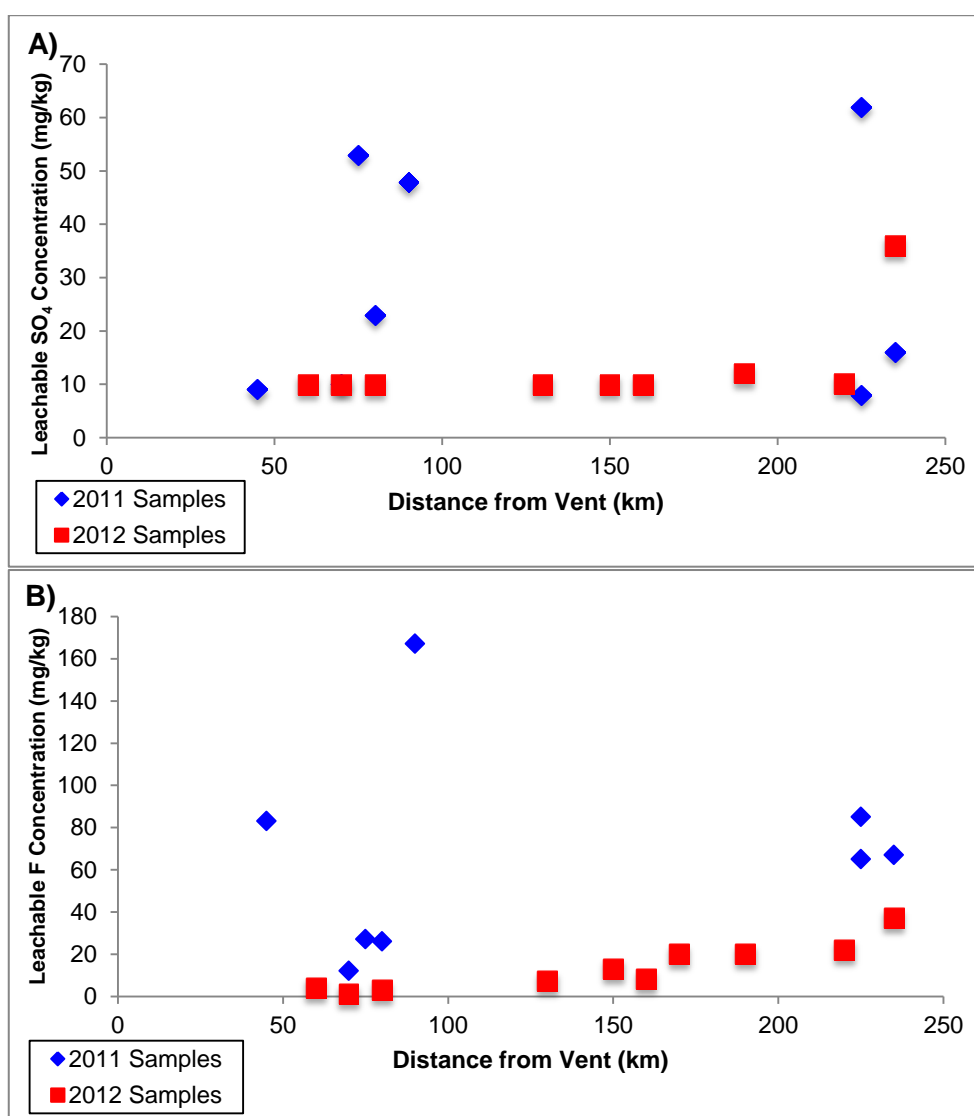 A)
Leachable SO₄ Concentration (mg/kg)
70
60
50
40
30
20
10
0
0 50 100 150 200 250
Distance from Vent (km)
2011 Samples
2012 Samples
B)
Leachable F Concentration (mg/kg)
180
160
140
120
100
80
60
40
20
0
0 50 100 150 200 250
Distance from Vent (km)
2011 Samples
2012 Samples